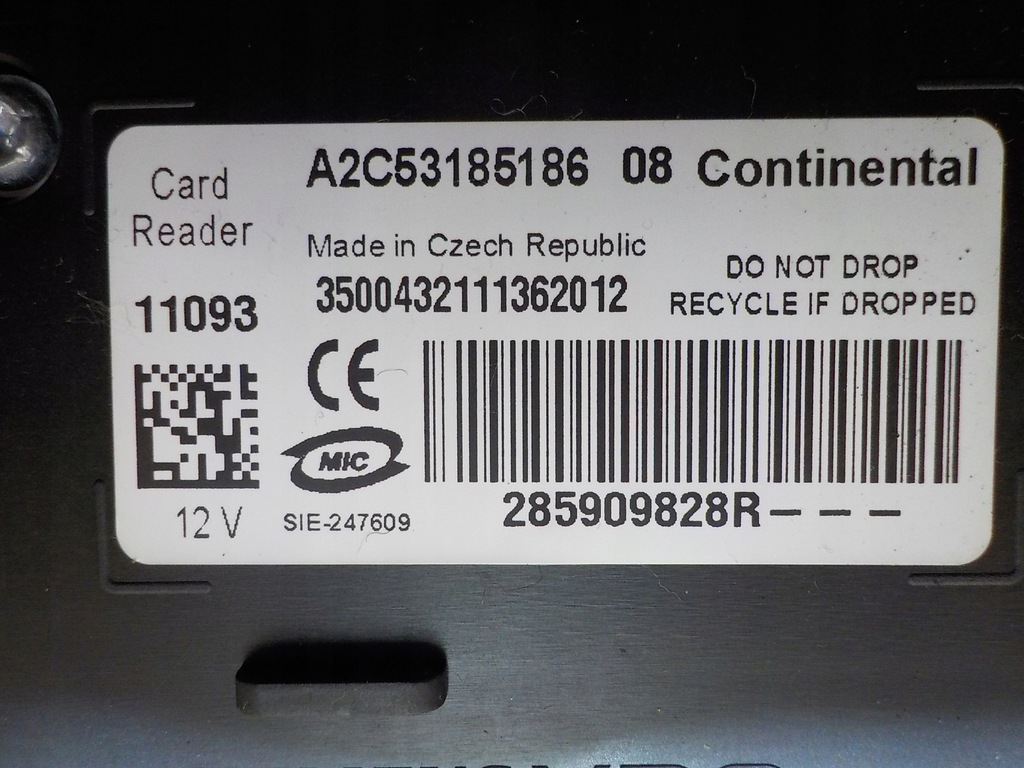 Card
Reader
11093
12 V
A2C53185186 08 Continental
Made in Czech Republic
3500432111362012
DO NOT DROP
RECYCLE IF DROPPED
CE
MIC
SIE-247609
285909828R– – –